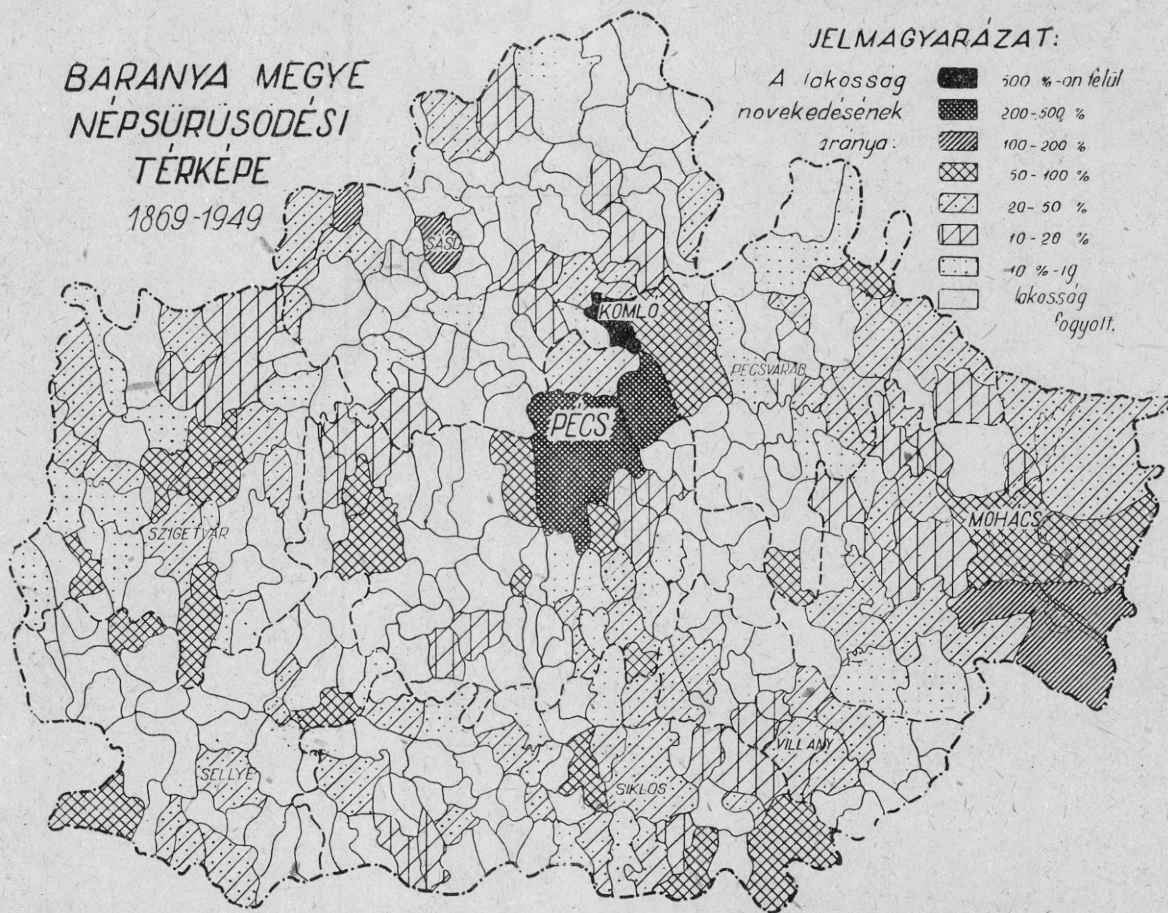 BARANYA MEGYE
NÉPSŰRŰSÖDÉSI
TÉRKÉPE
1869-1949
JELMAGYARÁZAT:
A lakosság
növekedésének
aránya:
500 %-on felül
200-500 %
100-200 %
50-100 %
20-50 %
10-20 %
10 %-ig
lakosság
fogyott.
SÁSD
KOMLÓ
PÉCSVÁRAD
PÉCS
MOHÁCS
SZIGETVÁR
VILLÁNY
SELLYE
SIKLÓS